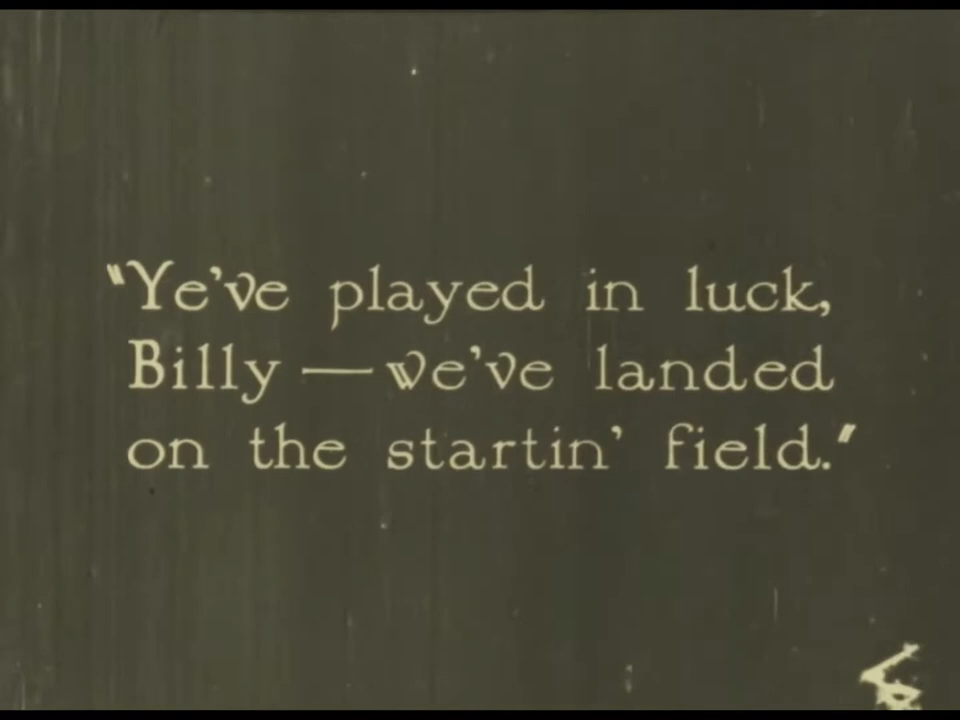 "Ye've played in luck,
Billy — we've landed
on the startin' field."